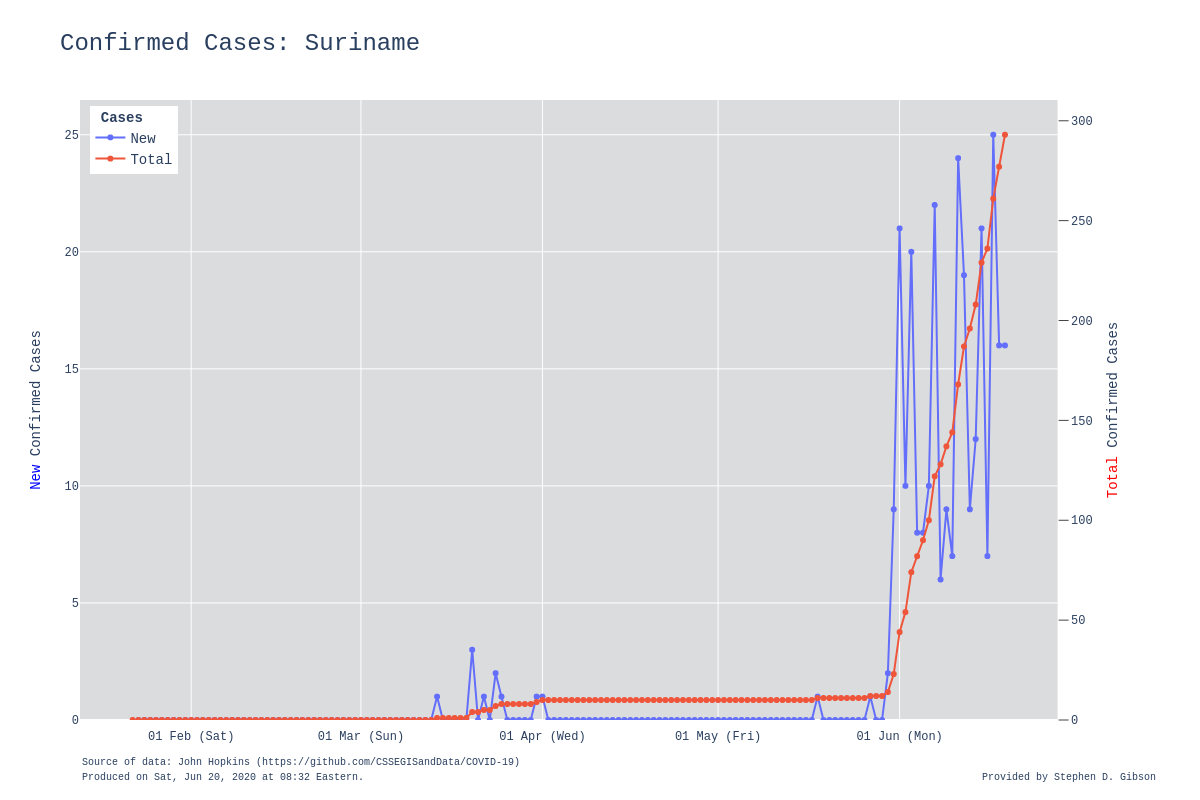 Confirmed Cases: Suriname
Cases
New
Total
25
20
15
10
5
0
300
250
200
150
100
50
0
New Confirmed Cases
Total Confirmed Cases
01 Feb (Sat)
01 Mar (Sun)
01 Apr (Wed)
01 May (Fri)
01 Jun (Mon)
Source of data: John Hopkins (https://github.com/CSSEGISandData/COVID-19)
Produced on Sat, Jun 20, 2020 at 08:32 Eastern.
Provided by Stephen D. Gibson